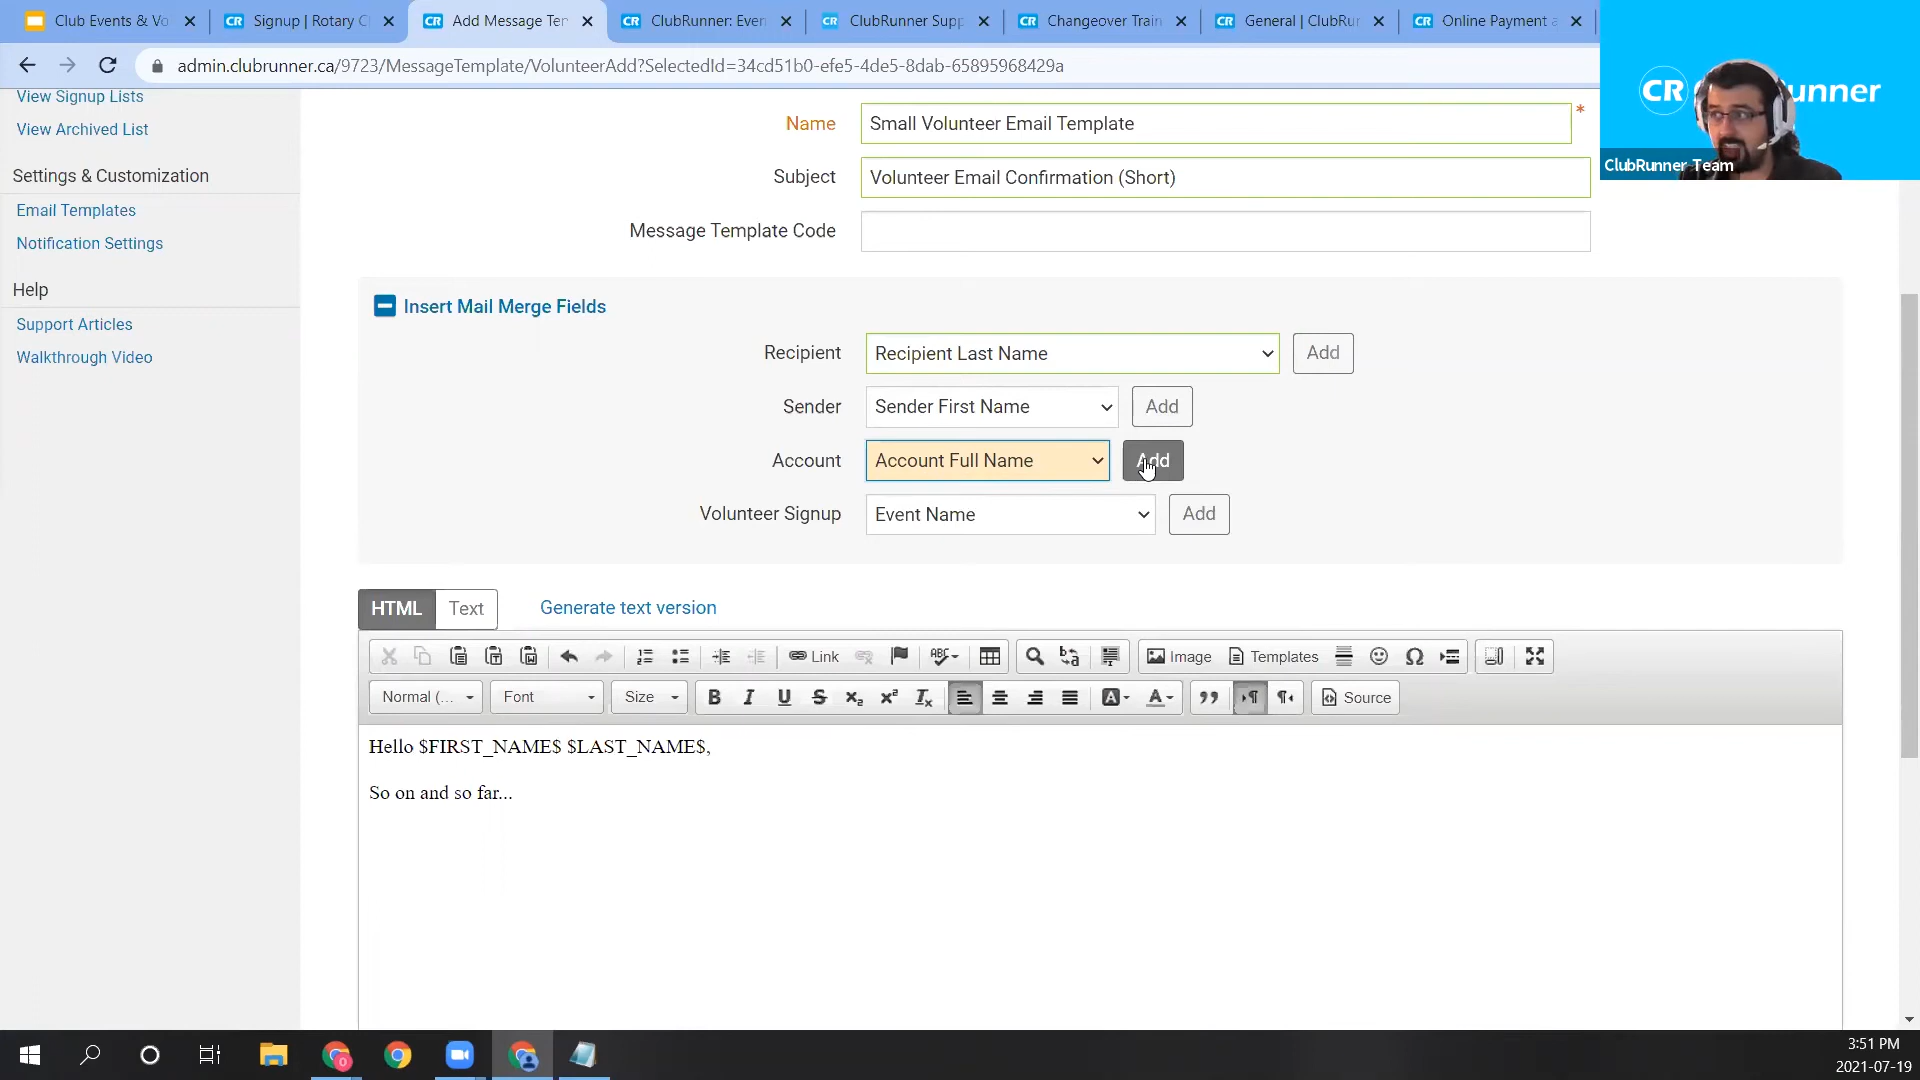 Club Events & Vo
Signup | Rotary C
Add Message Ter
ClubRunner: Even
ClubRunner Supp
Changeover Train
General | ClubRur
Online Payment a
admin.clubrunner.ca/9723/MessageTemplate/VolunteerAdd?SelectedId=34cd51b0-efe5-4de5-8dab-65895968429a
CR
unner
ClubRunner Team
View Signup Lists
View Archived List
Settings & Customization
Email Templates
Notification Settings
Help
Support Articles
Walkthrough Video
Name Small Volunteer Email Template *
Subject Volunteer Email Confirmation (Short)
Message Template Code
Insert Mail Merge Fields
Recipient Recipient Last Name Add
Sender Sender First Name Add
Account Account Full Name Add
Volunteer Signup Event Name Add
HTML Text Generate text version
Link Image Templates
Normal (... Font Size B I U S Source
Hello $FIRST_NAME$ $LAST_NAME$,
So on and so far...
3:51 PM
2021-07-19